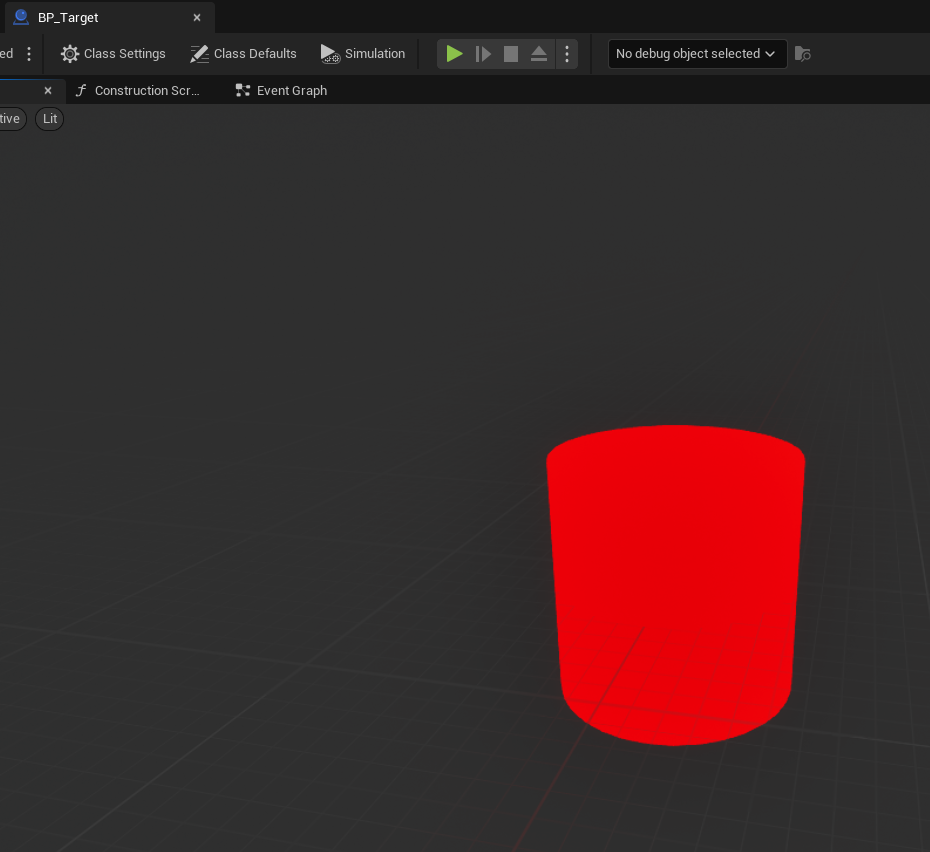 BP_Target
ed Class Settings Class Defaults Simulation No debug object selected
Construction Scr... Event Graph
tive Lit